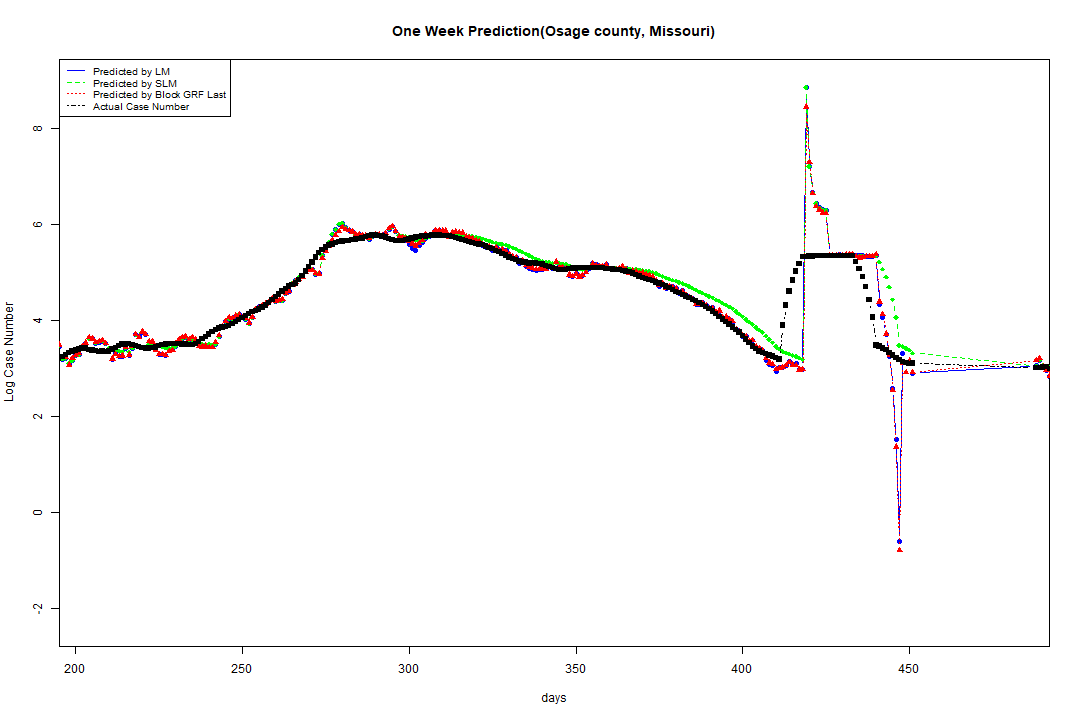 One Week Prediction(Osage county, Missouri)
Predicted by LM
Predicted by SLM
Predicted by Block GRF Last
Actual Case Number
Log Case Number
8
6
4
2
0
-2
200 250 300 350 400 450
days